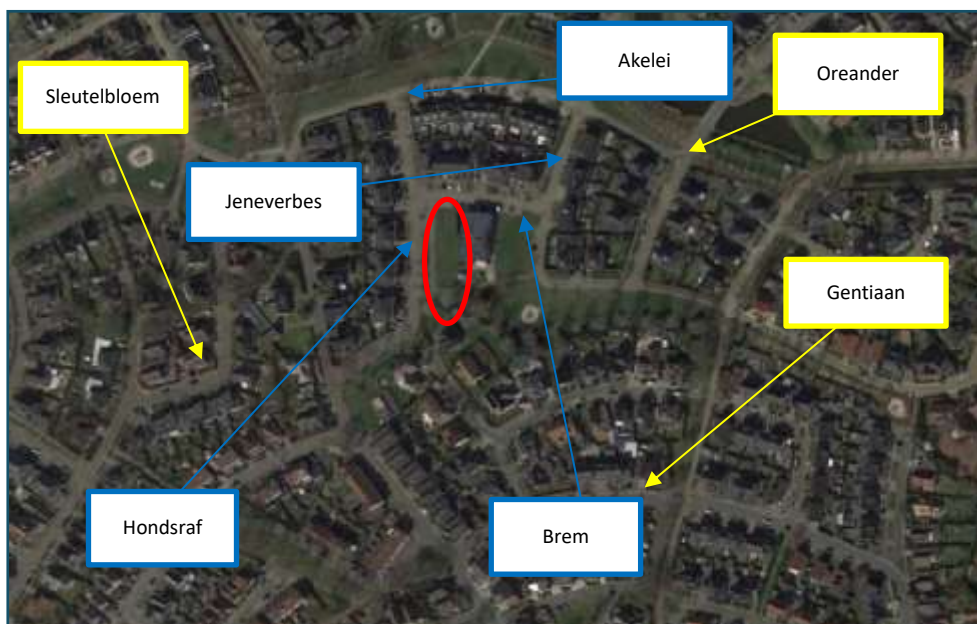 Akelei
Oreander
Sleutelbloem
Jeneverbes
Gentiaan
Hondsraf
Brem